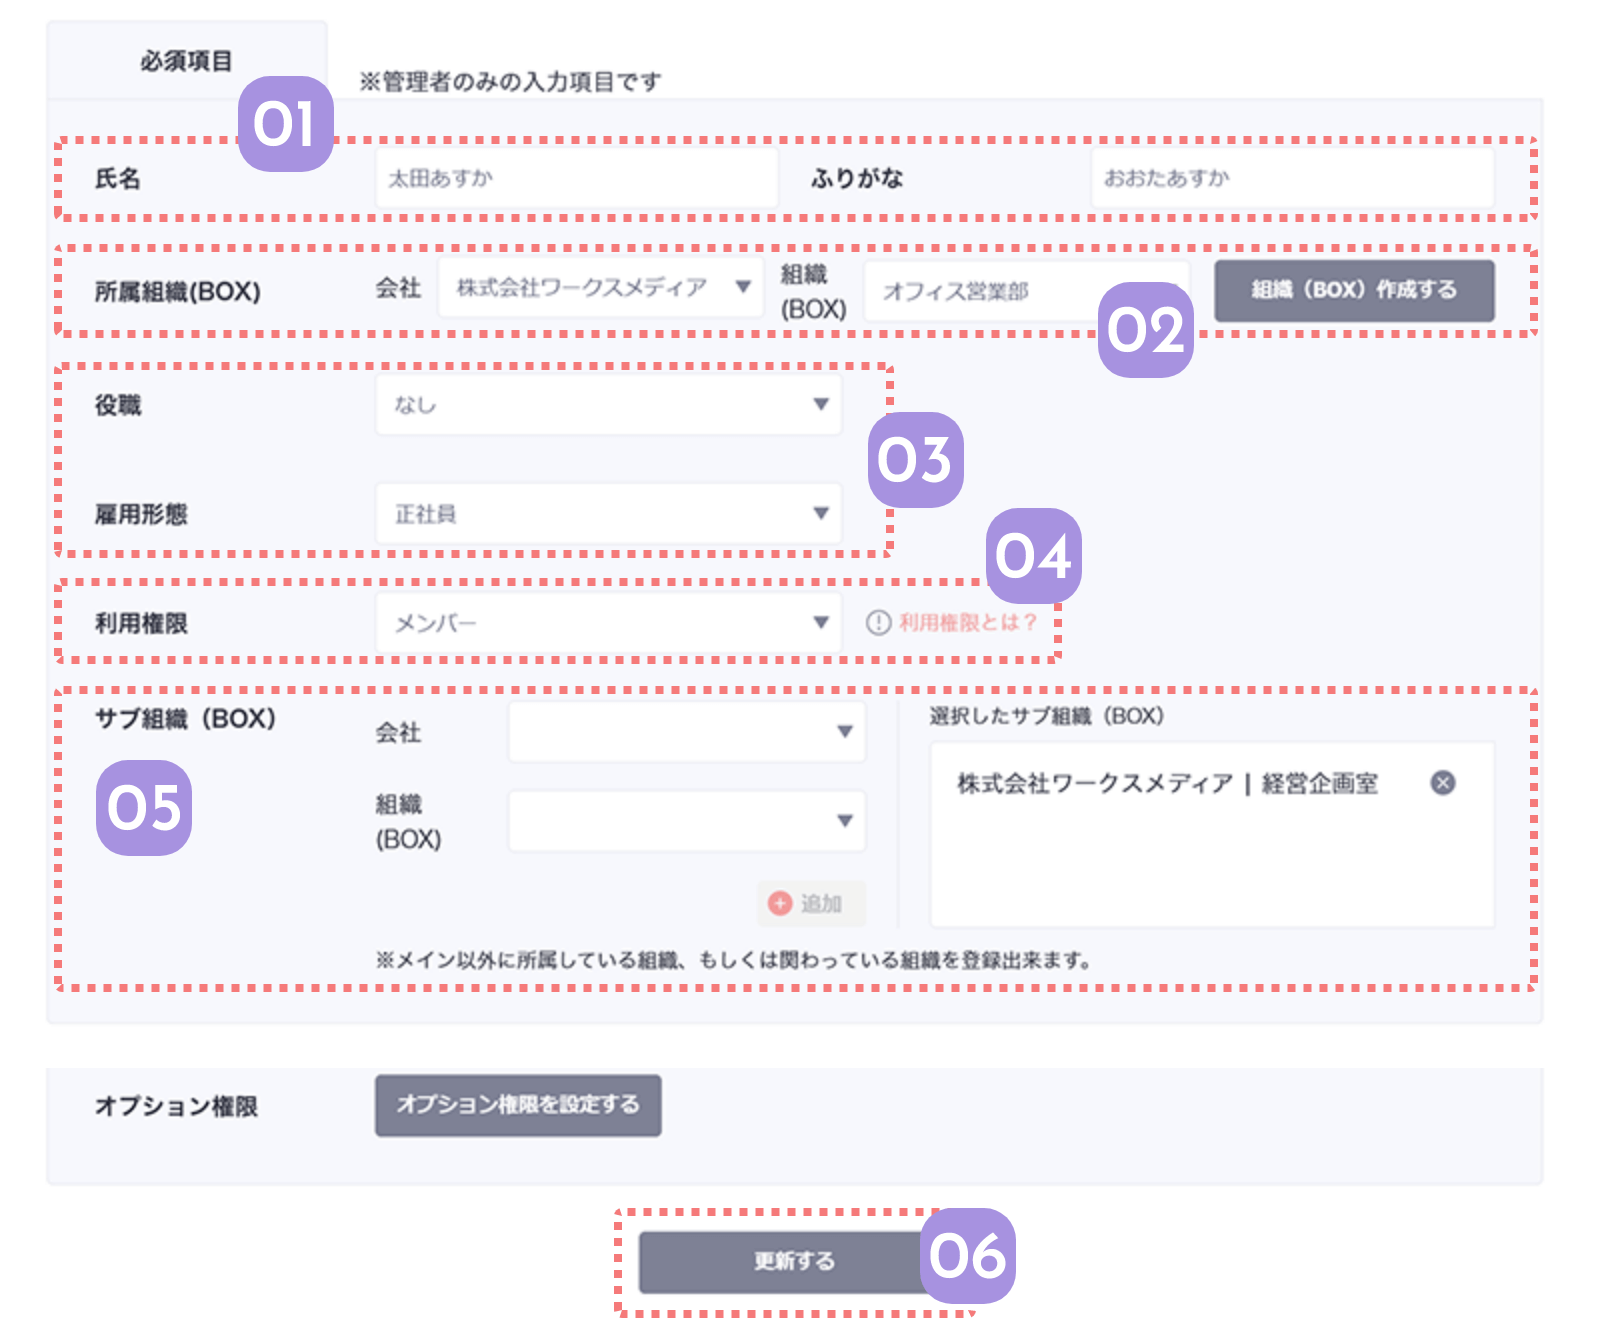 必須項目
※管理者のみの入力項目です
01
氏名 太田あすか ふりがな おおたあすか
所属組織(BOX) 会社 株式会社ワークスメディア 組織 (BOX) オフィス営業部 組織（BOX）作成する
02
役職 なし
03
雇用形態 正社員
04
利用権限 メンバー 利用権限とは？
サブ組織（BOX） 会社 選択したサブ組織（BOX）
株式会社ワークスメディア | 経営企画室
05
組織
(BOX)
追加
※メイン以外に所属している組織、もしくは関わっている組織を登録出来ます。
オプション権限 オプション権限を設定する
更新する 06